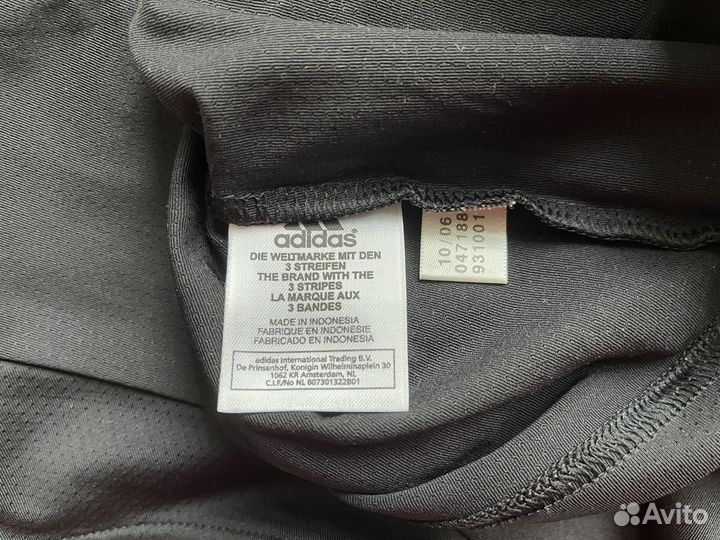 adidas®
DIE WELTMARKE MIT DEN
3 STREIFEN
THE BRAND WITH THE
3 STRIPES
LA MARQUE AUX
3 BANDES
MADE IN INDONESIA
FABRIQUE EN INDONESIE
FABRICADO EN INDONESIA
adidas International Trading B.V.
De Prinsenhof, Konigin Wilhelminaplein 30
1062 KR Amsterdam, NL
C.I.F/No NL 807301322B01
10/06
047188
931001
Avito